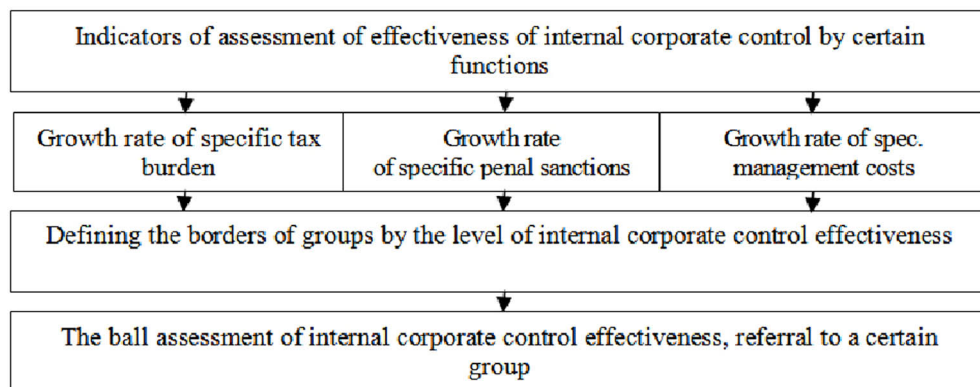 Indicators of assessment of effectiveness of internal corporate control by certain
functions
Growth rate of specific tax
burden
Growth rate
of specific penal sanctions
Growth rate of spec.
management costs
Defining the borders of groups by the level of internal corporate control effectiveness
The ball assessment of internal corporate control effectiveness, referral to a certain
group